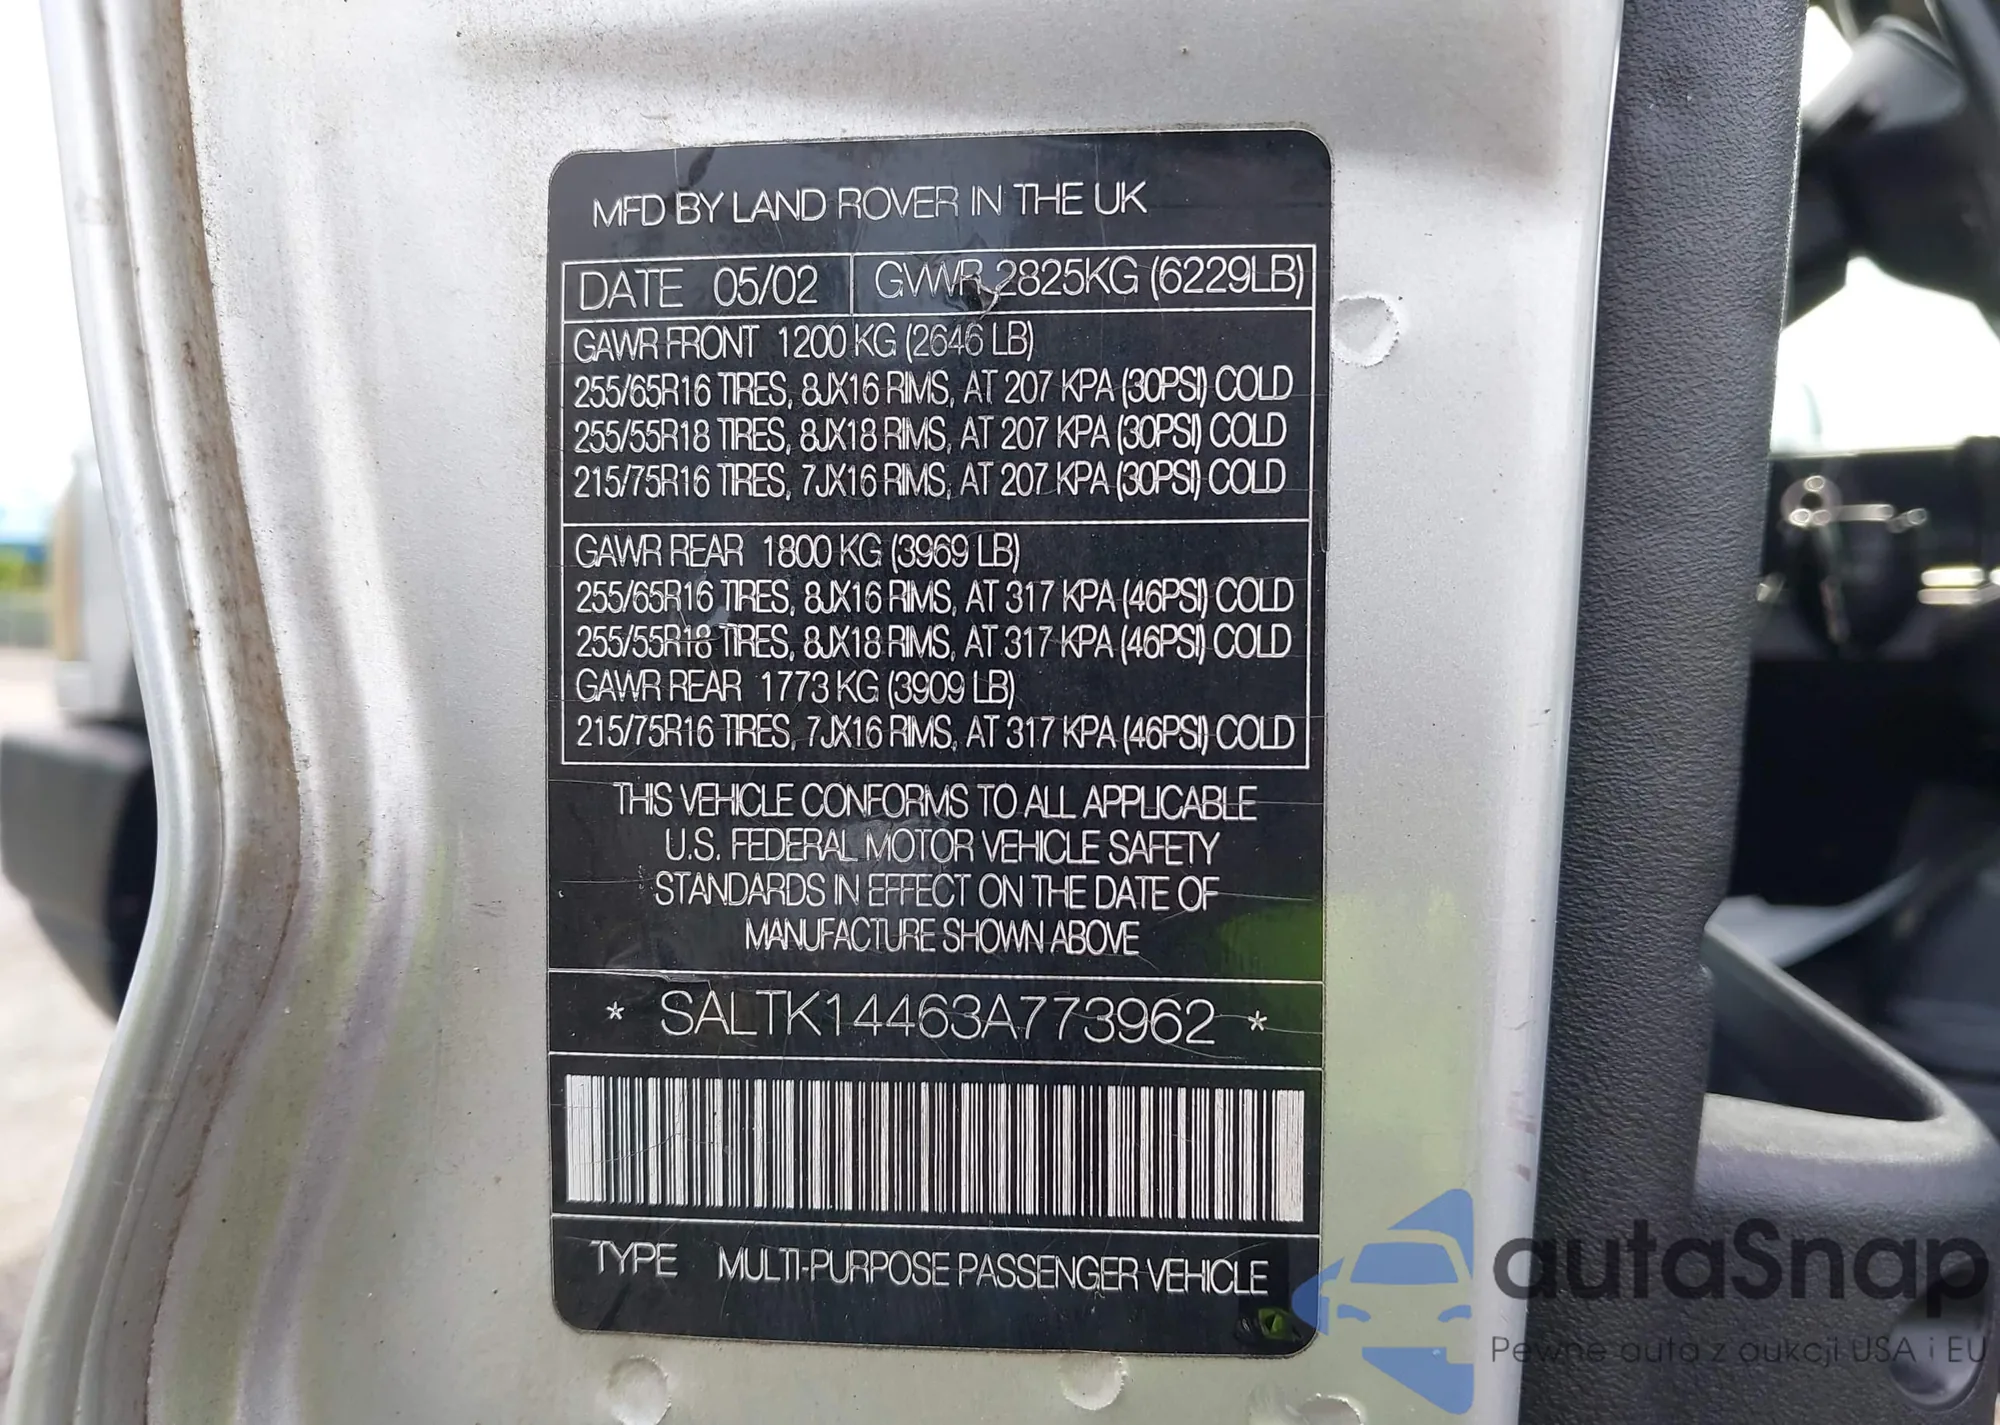 MFD BY LAND ROVER IN THE UK
DATE 05/02 GVWR 2825KG (6229LB)
GAWR FRONT 1200 KG (2646 LB)
255/65R16 TIRES, 8JX16 RIMS, AT 207 KPA (30PSI) COLD
255/55R18 TIRES, 8JX18 RIMS, AT 207 KPA (30PSI) COLD
215/75R16 TIRES, 7JX16 RIMS, AT 207 KPA (30PSI) COLD
GAWR REAR 1800 KG (3969 LB)
255/65R16 TIRES, 8JX16 RIMS, AT 317 KPA (46PSI) COLD
255/55R18 TIRES, 8JX18 RIMS, AT 317 KPA (46PSI) COLD
GAWR REAR 1773 KG (3909 LB)
215/75R16 TIRES, 7JX16 RIMS, AT 317 KPA (46PSI) COLD
THIS VEHICLE CONFORMS TO ALL APPLICABLE
U.S. FEDERAL MOTOR VEHICLE SAFETY
STANDARDS IN EFFECT ON THE DATE OF
MANUFACTURE SHOWN ABOVE
* SALTK14463A773962 *
TYPE MULTI-PURPOSE PASSENGER VEHICLE
autaSnap
Pewne auto z aukcji USA i EU